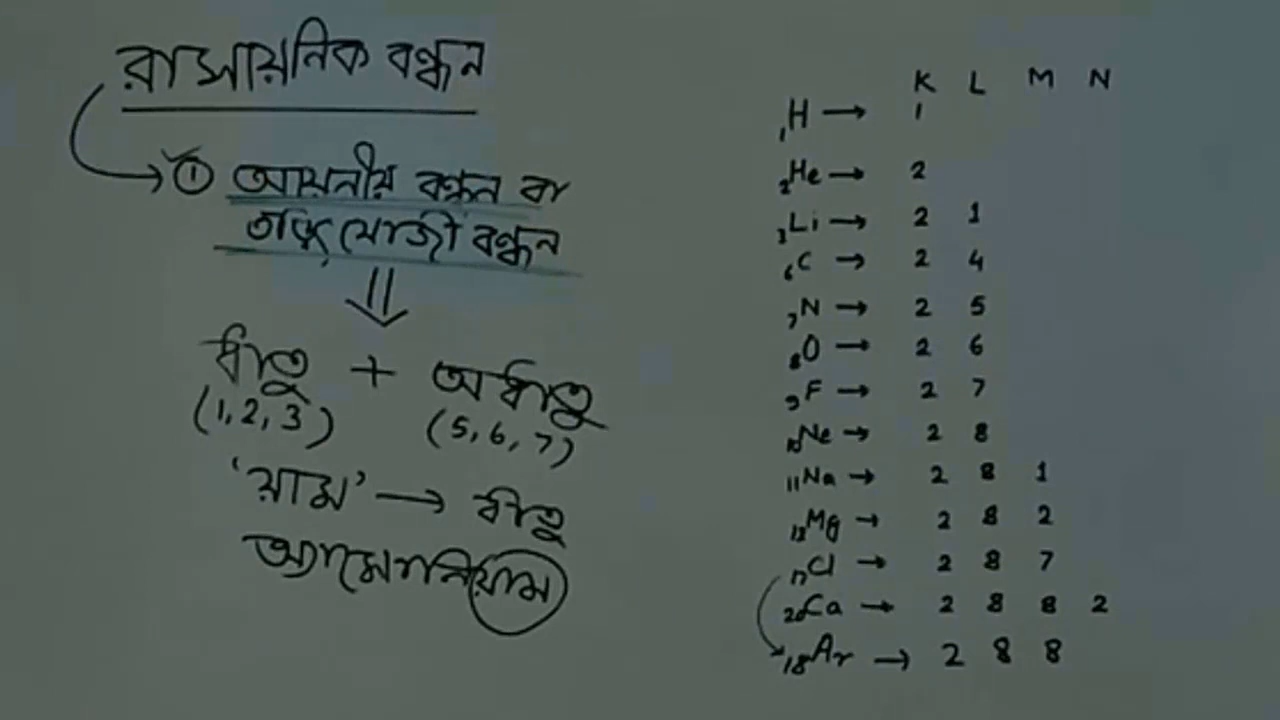 রাসায়নিক বন্ধন
→ ① আয়নীয় বন্ধন বা
তড়িৎযোজী বন্ধন
⇓
ধাতু + অধাতু
(1, 2, 3) (5, 6, 7)
'য়াম' → ধাতু
অ্যামোনিয়াম
K L M N
₁H → 1
₂He → 2
₃Li → 2 1
₆C → 2 4
₇N → 2 5
₈O → 2 6
₉F → 2 7
₁₀Ne → 2 8
₁₁Na → 2 8 1
₁₂Mg → 2 8 2
₁₇Cl → 2 8 7
₂₀Ca → 2 8 8 2
₁₈Ar → 2 8 8